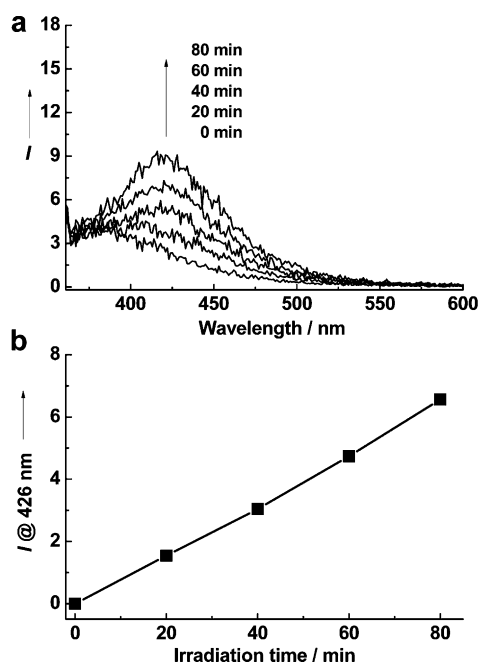 a
18
15
12
9
6
3
0
I
80 min
60 min
40 min
20 min
0 min
400 450 500 550 600
Wavelength / nm
b
8
6
4
2
0
I @ 426 nm
0 20 40 60 80
Irradiation time / min